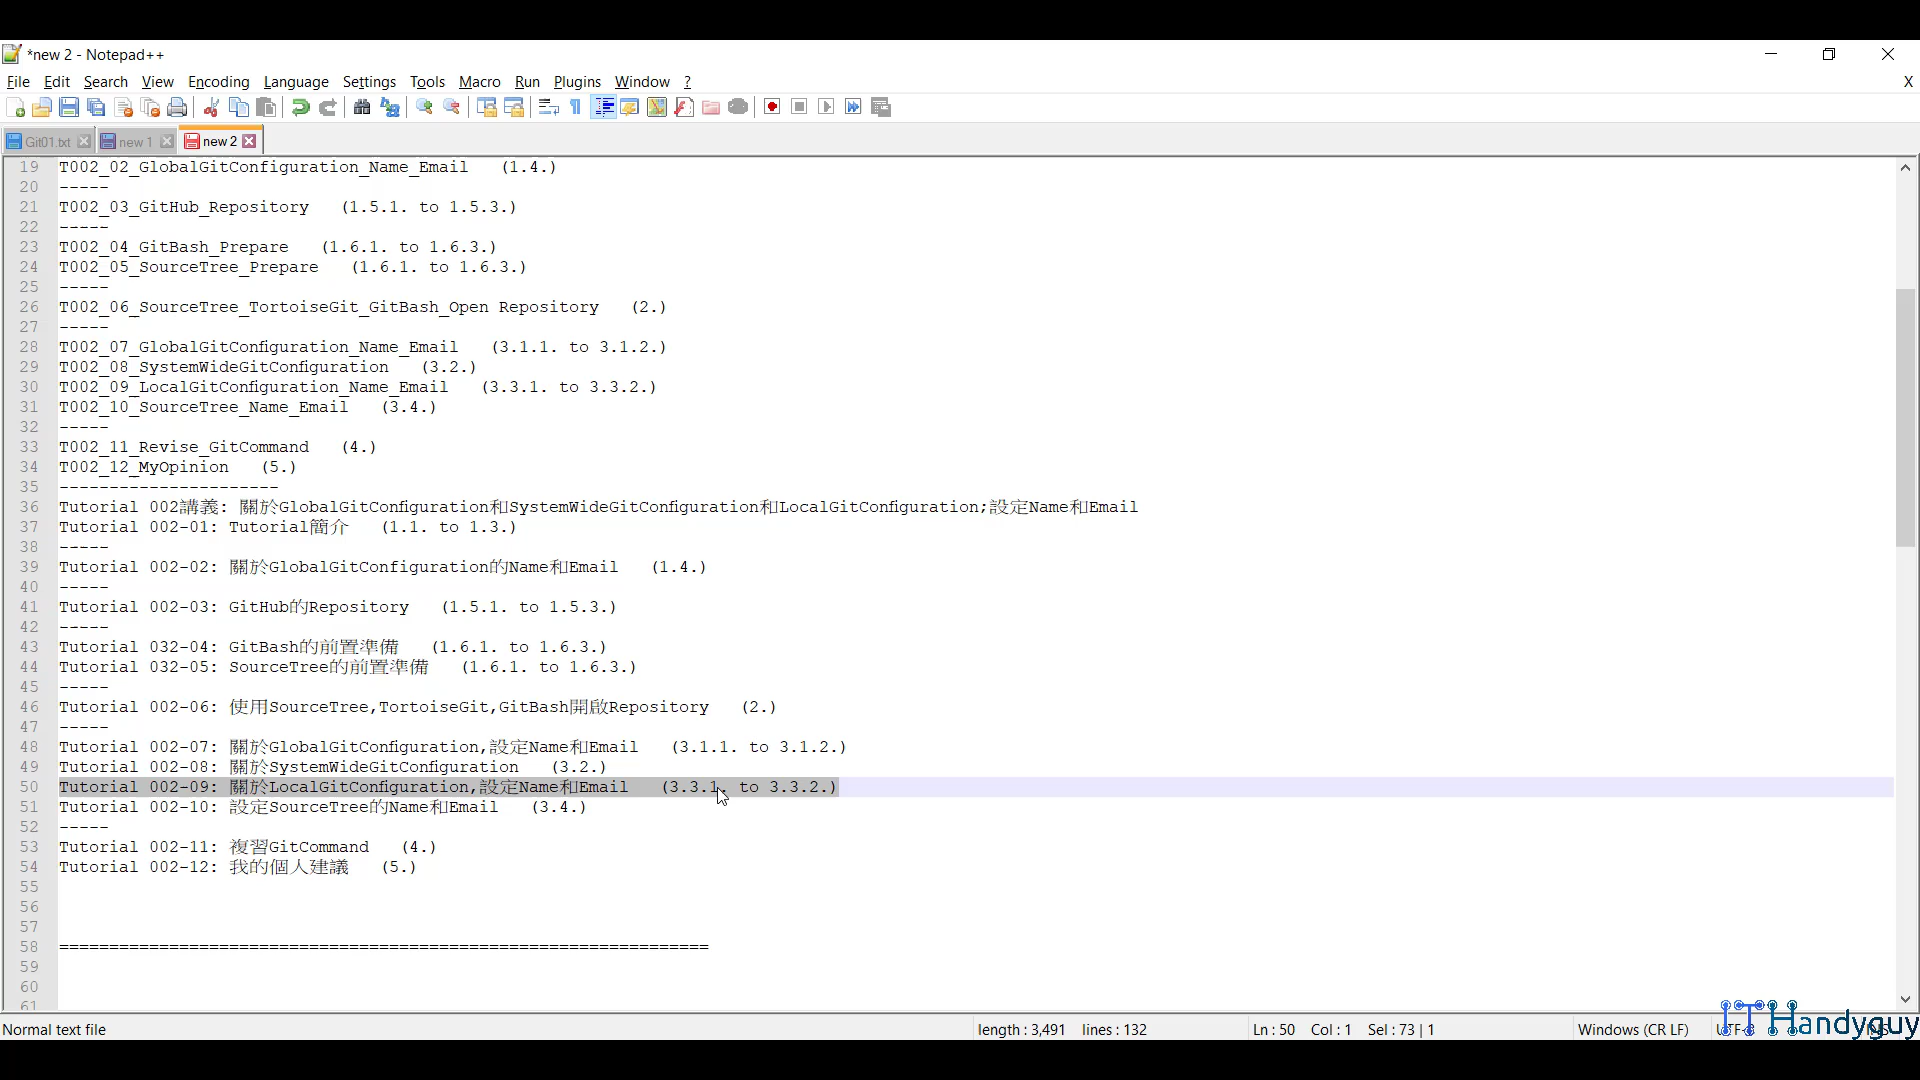 *new 2 - Notepad++
File Edit Search View Encoding Language Settings Tools Macro Run Plugins Window ? X
Git01.txt new 1 new 2
19 T002_02_GlobalGitConfiguration_Name_Email (1.4.)
20 -----
21 T002_03_GitHub_Repository (1.5.1. to 1.5.3.)
22 -----
23 T002_04_GitBash_Prepare (1.6.1. to 1.6.3.)
24 T002_05_SourceTree_Prepare (1.6.1. to 1.6.3.)
25 -----
26 T002_06_SourceTree_TortoiseGit_GitBash_Open Repository (2.)
27 -----
28 T002_07_GlobalGitConfiguration_Name_Email (3.1.1. to 3.1.2.)
29 T002_08_SystemWideGitConfiguration (3.2.)
30 T002_09_LocalGitConfiguration_Name_Email (3.3.1. to 3.3.2.)
31 T002_10_SourceTree_Name_Email (3.4.)
32 -----
33 T002_11_Revise_GitCommand (4.)
34 T002_12_MyOpinion (5.)
35 ----------------------
36 Tutorial 002講義: 關於GlobalGitConfiguration和SystemWideGitConfiguration和LocalGitConfiguration;設定Name和Email
37 Tutorial 002-01: Tutorial簡介 (1.1. to 1.3.)
38 -----
39 Tutorial 002-02: 關於GlobalGitConfiguration的Name和Email (1.4.)
40 -----
41 Tutorial 002-03: GitHub的Repository (1.5.1. to 1.5.3.)
42 -----
43 Tutorial 032-04: GitBash的前置準備 (1.6.1. to 1.6.3.)
44 Tutorial 032-05: SourceTree的前置準備 (1.6.1. to 1.6.3.)
45 -----
46 Tutorial 002-06: 使用SourceTree,TortoiseGit,GitBash開啟Repository (2.)
47 -----
48 Tutorial 002-07: 關於GlobalGitConfiguration,設定Name和Email (3.1.1. to 3.1.2.)
49 Tutorial 002-08: 關於SystemWideGitConfiguration (3.2.)
50 Tutorial 002-09: 關於LocalGitConfiguration,設定Name和Email (3.3.1. to 3.3.2.)
51 Tutorial 002-10: 設定SourceTree的Name和Email (3.4.)
52 -----
53 Tutorial 002-11: 複習GitCommand (4.)
54 Tutorial 002-12: 我的個人建議 (5.)
55
56
57
58 =================================================================
59
60
61
Normal text file length : 3,491 lines : 132 Ln : 50 Col : 1 Sel : 73 | 1 Windows (CR LF) UTF-8 INS
IT Handyguy